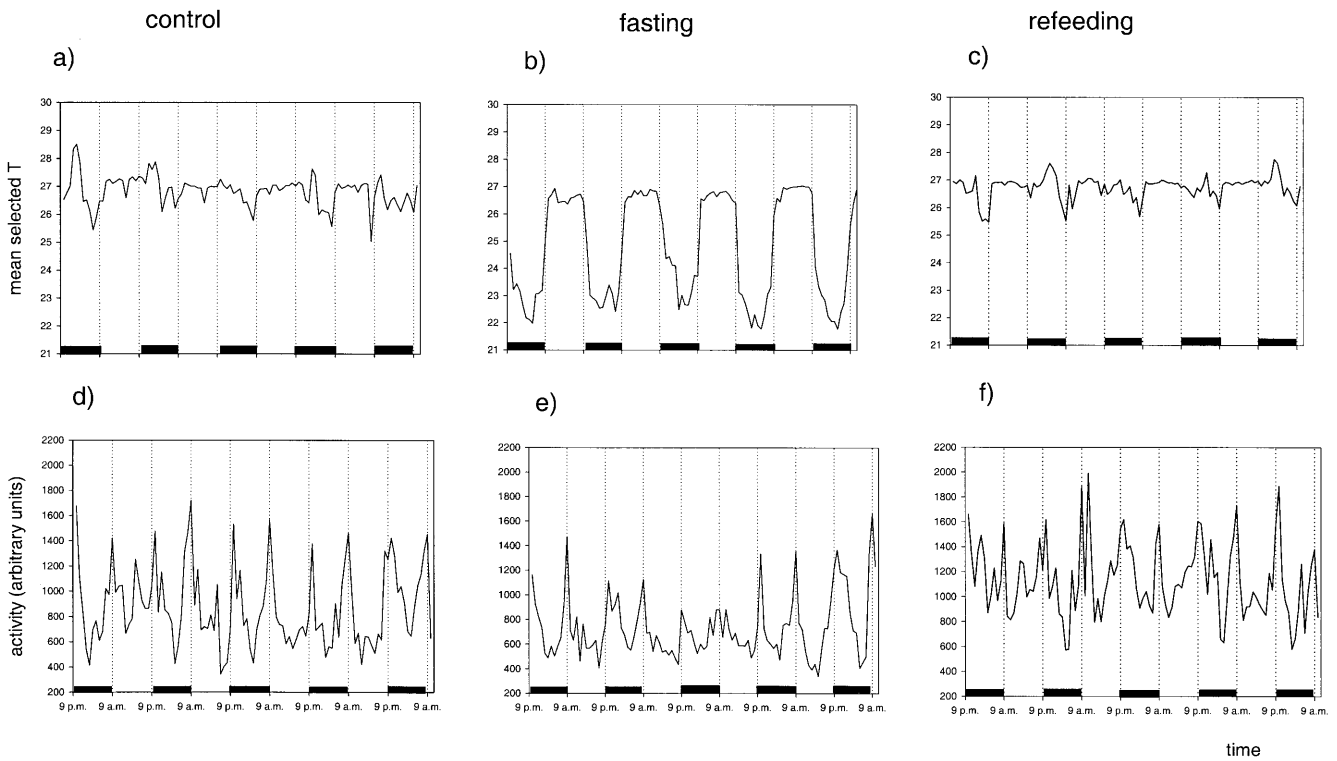 control fasting refeeding
a) b) c)
mean selected T
30 29 28 27 26 25 24 23 22 21
30 29 28 27 26 25 24 23 22 21
30 29 28 27 26 25 24 23 22 21
d) e) f)
activity (arbitrary units)
2200 2000 1800 1600 1400 1200 1000 800 600 400 200
2200 2000 1800 1600 1400 1200 1000 800 600 400 200
2200 2000 1800 1600 1400 1200 1000 800 600 400 200
9 p.m. 9 a.m. 9 p.m. 9 a.m. 9 p.m. 9 a.m. 9 p.m. 9 a.m. 9 p.m. 9 a.m.
9 p.m. 9 a.m. 9 p.m. 9 a.m. 9 p.m. 9 a.m. 9 p.m. 9 a.m. 9 p.m. 9 a.m.
9 p.m. 9 a.m. 9 p.m. 9 a.m. 9 p.m. 9 a.m. 9 p.m. 9 a.m. 9 p.m. 9 a.m.
time